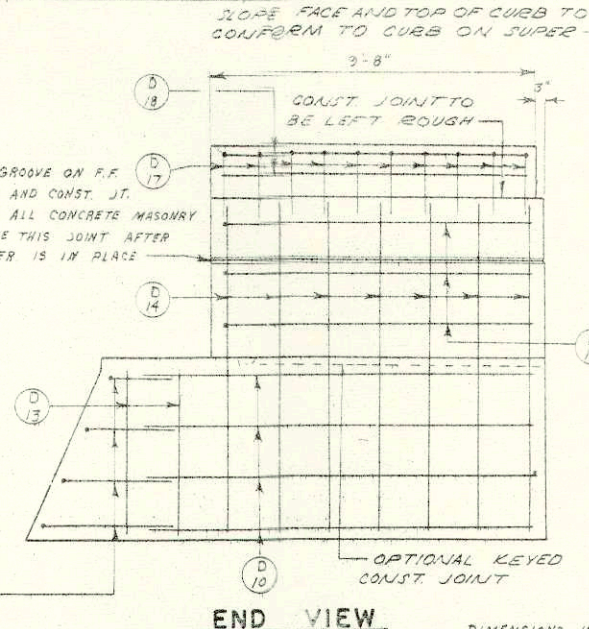 SLOPE FACE AND TOP OF CURB TO
CONFORM TO CURB ON SUPER-
3'-8"
3"
D
18
CONST. JOINT TO
BE LEFT ROUGH
GROOVE ON F.F.
AND CONST. JT.
ALL CONCRETE MASONRY
THIS JOINT AFTER
IS IN PLACE
D
17
D
14
D
13
D
10
OPTIONAL KEYED
CONST. JOINT
END VIEW